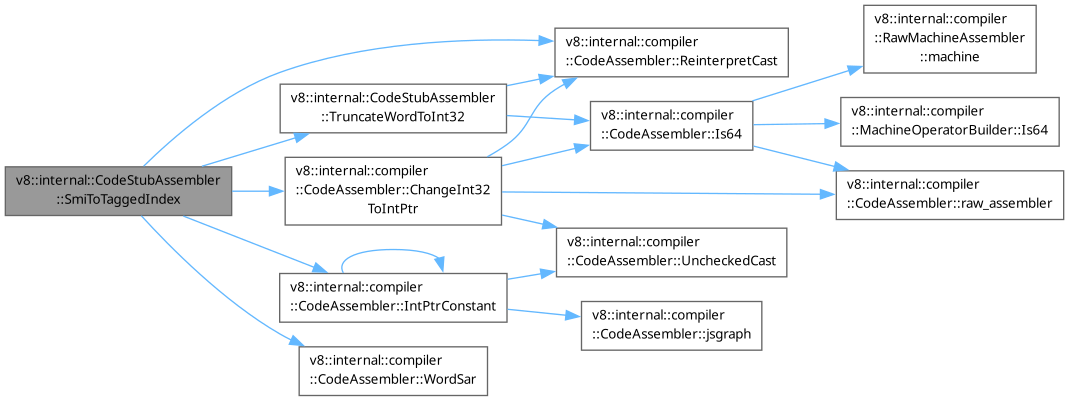 v8::internal::CodeStubAssembler
::SmiToTaggedIndex
v8::internal::compiler
::CodeAssembler::ReinterpretCast
v8::internal::CodeStubAssembler
::TruncateWordToInt32
v8::internal::compiler
::CodeAssembler::Is64
v8::internal::compiler
::RawMachineAssembler
::machine
v8::internal::compiler
::MachineOperatorBuilder::Is64
v8::internal::compiler
::CodeAssembler::raw_assembler
v8::internal::compiler
::CodeAssembler::ChangeInt32
ToIntPtr
v8::internal::compiler
::CodeAssembler::UncheckedCast
v8::internal::compiler
::CodeAssembler::IntPtrConstant
v8::internal::compiler
::CodeAssembler::jsgraph
v8::internal::compiler
::CodeAssembler::WordSar